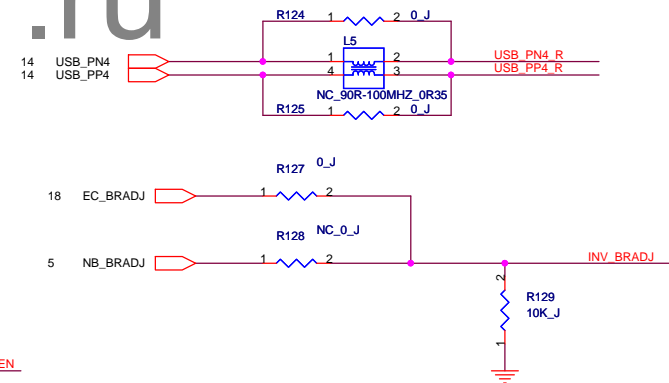 .ru
R124 1 2 0_J
L5
14 USB_PN4 1 2 USB_PN4_R
14 USB_PP4 4 3 USB_PP4_R
NC_90R-100MHZ_0R35
R125 1 2 0_J
R127 0_J
18 EC_BRADJ 1 2
R128 NC_0_J
5 NB_BRADJ 1 2 INV_BRADJ
2
R129
10K_J
1
EN